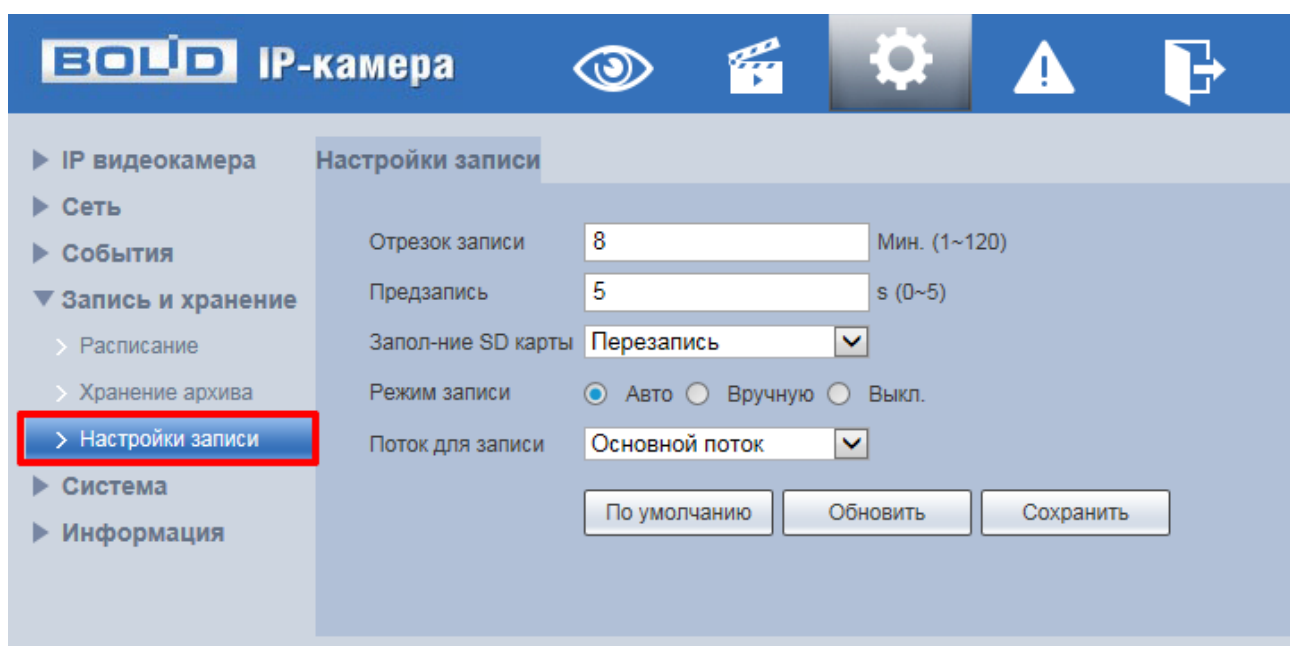 BOLID IP-камера
IP видеокамера
Сеть
События
Запись и хранение
Расписание
Хранение архива
Настройки записи
Система
Информация
Настройки записи
Отрезок записи 8 Мин. (1~120)
Предзапись 5 s (0~5)
Запол-ние SD карты Перезапись
Режим записи Авто Вручную Выкл.
Поток для записи Основной поток
По умолчанию Обновить Сохранить